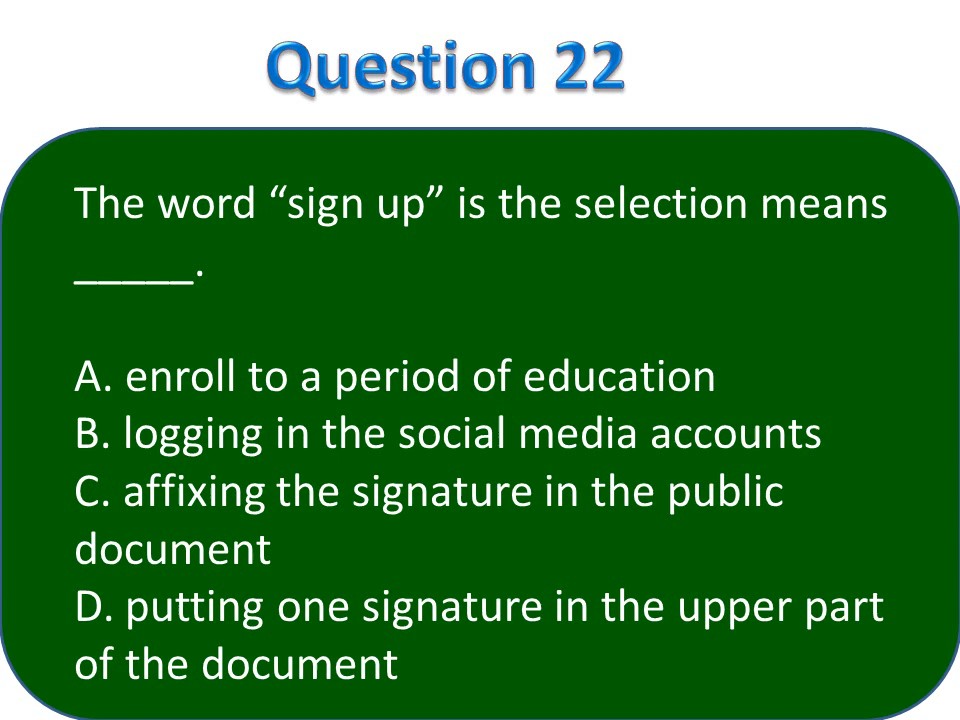 Question 22
The word “sign up” is the selection means
_____.
A. enroll to a period of education
B. logging in the social media accounts
C. affixing the signature in the public
document
D. putting one signature in the upper part
of the document